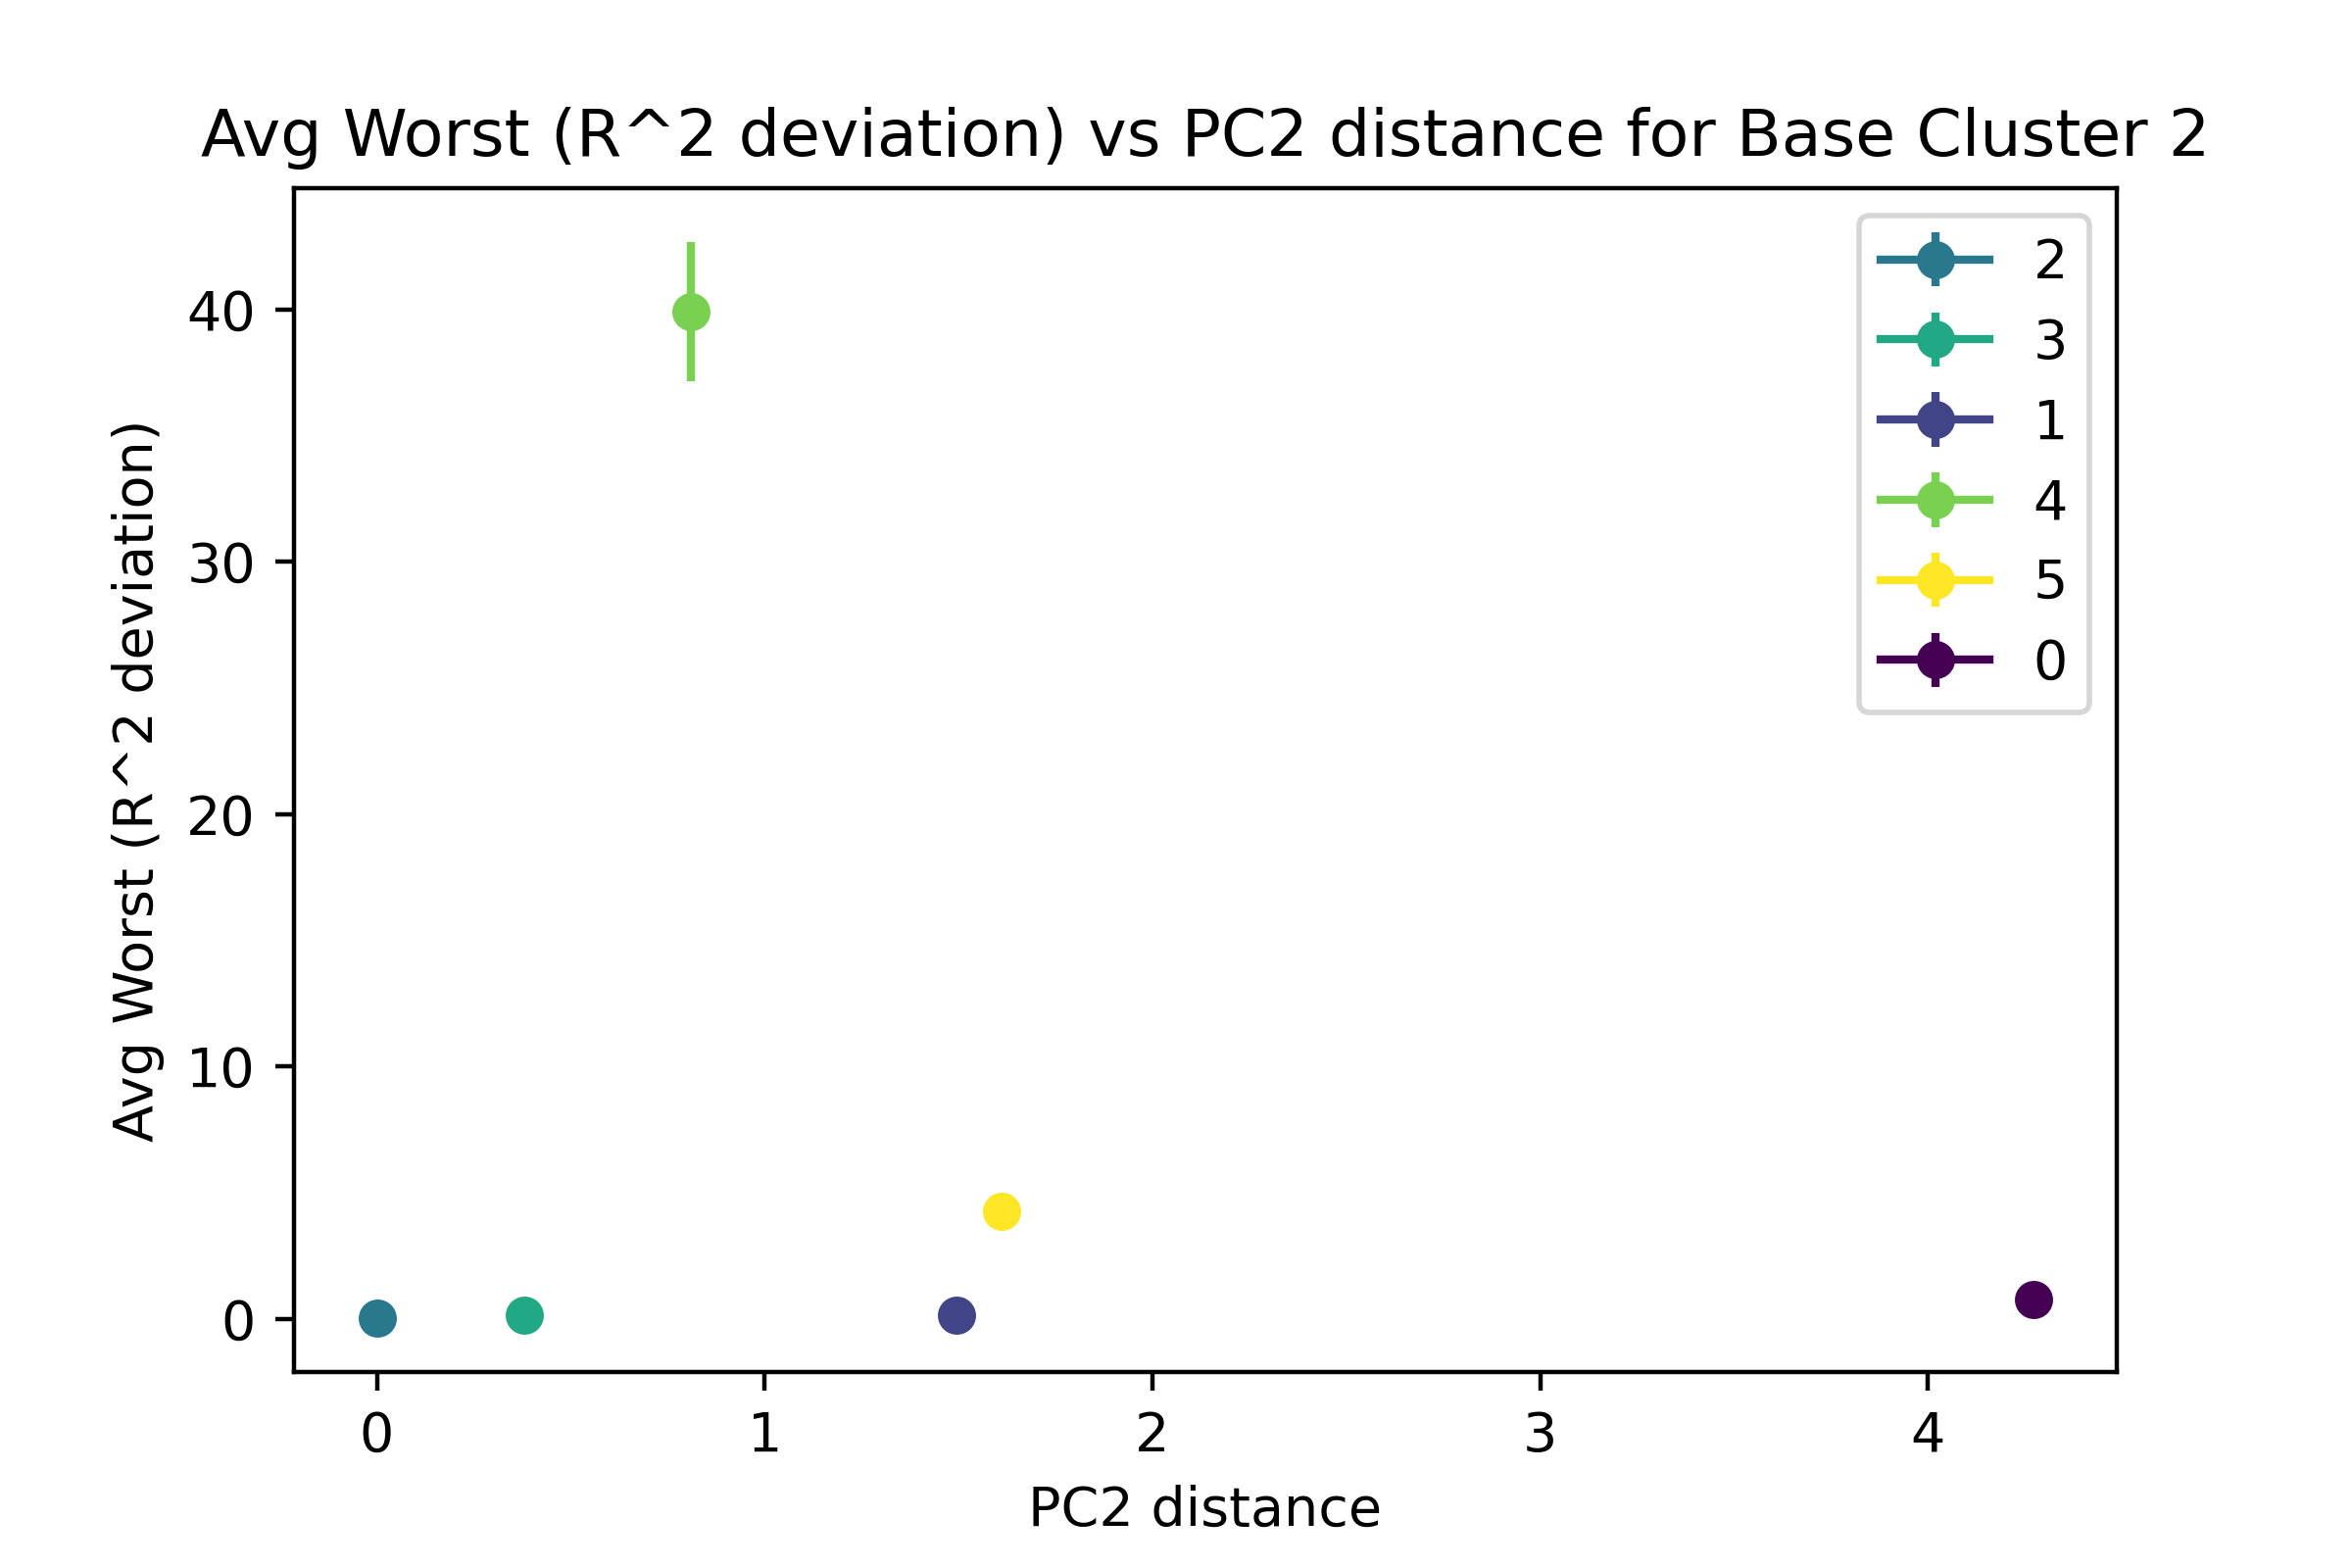 Avg Worst (R^2 deviation) vs PC2 distance for Base Cluster 2
Avg Worst (R^2 deviation)
40
30
20
10
0
2
3
1
4
5
0
0 1 2 3 4
PC2 distance